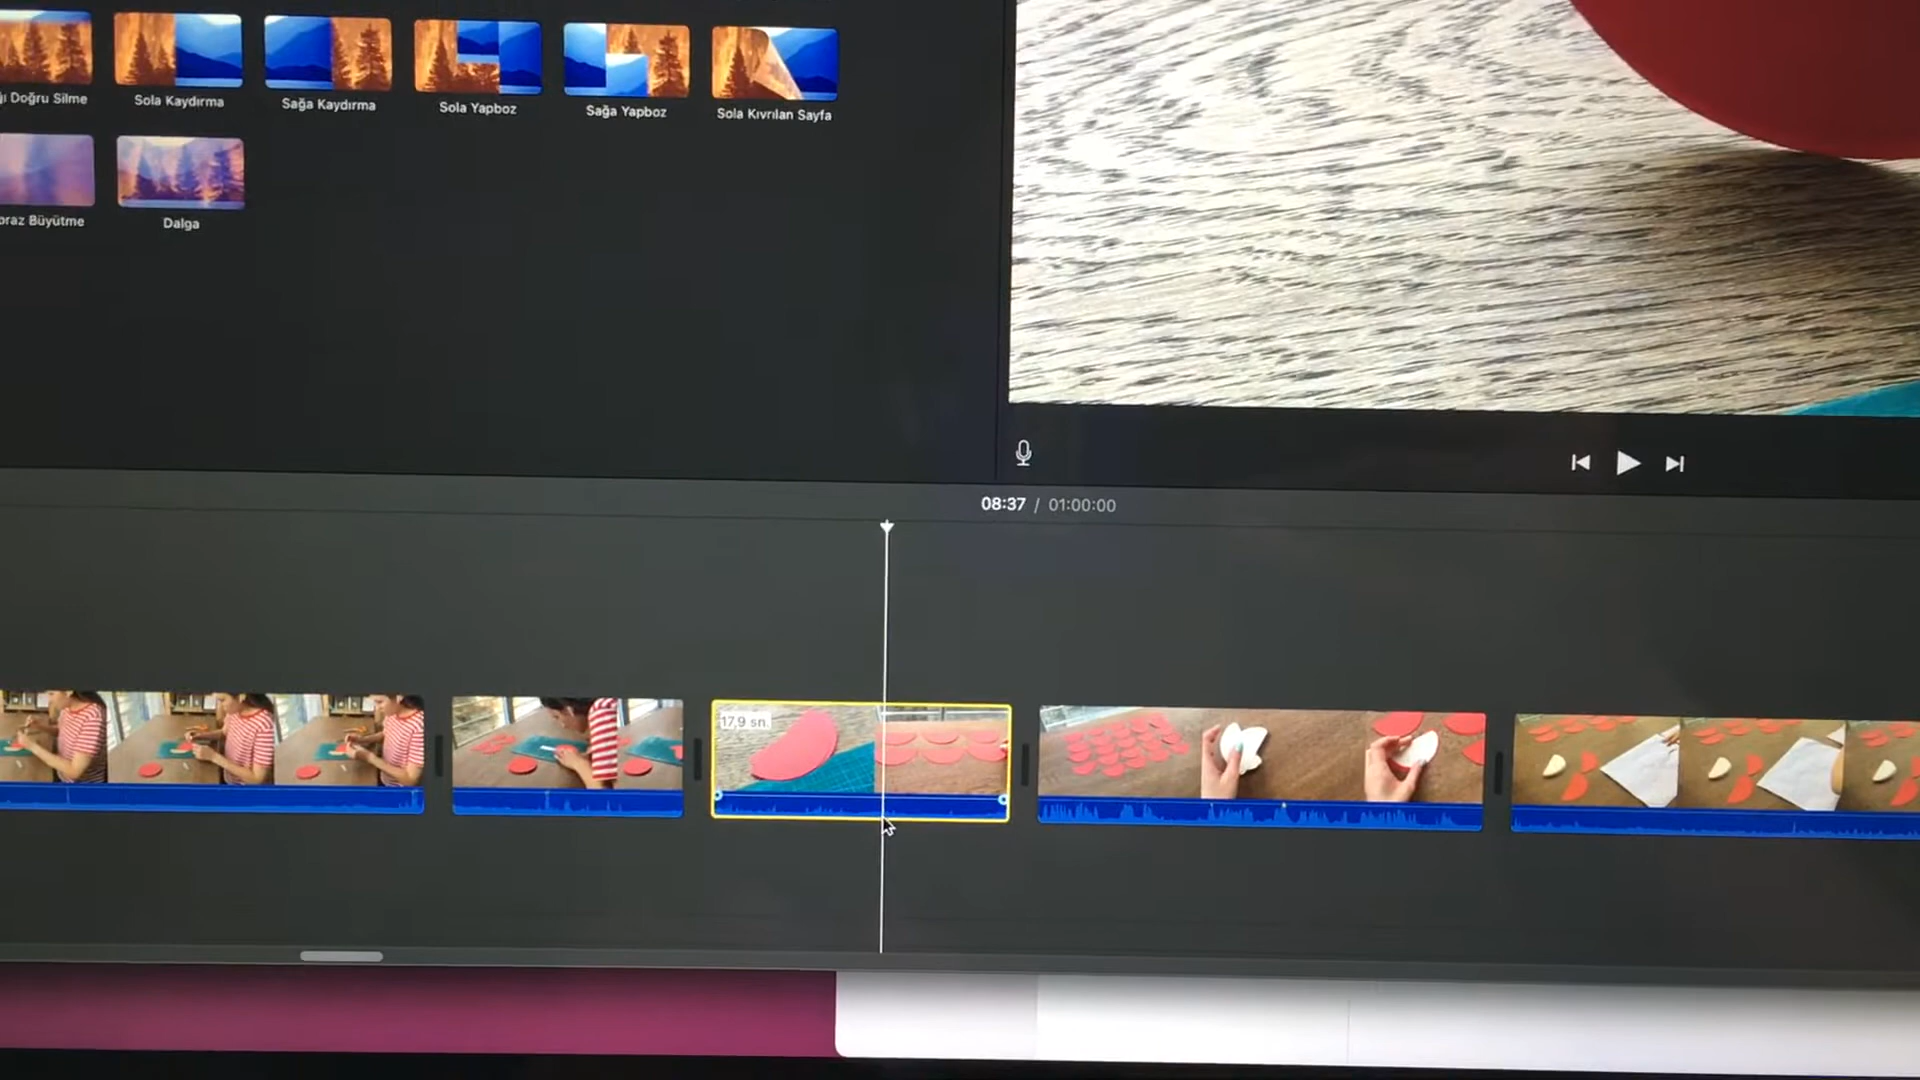 Doğru Silme
Sola Kaydırma
Sağa Kaydırma
Sola Yapboz
Sağa Yapboz
Sola Kıvrılan Sayfa
Büyütme
Dalga
08:37 / 01:00:00
17,9 sn.